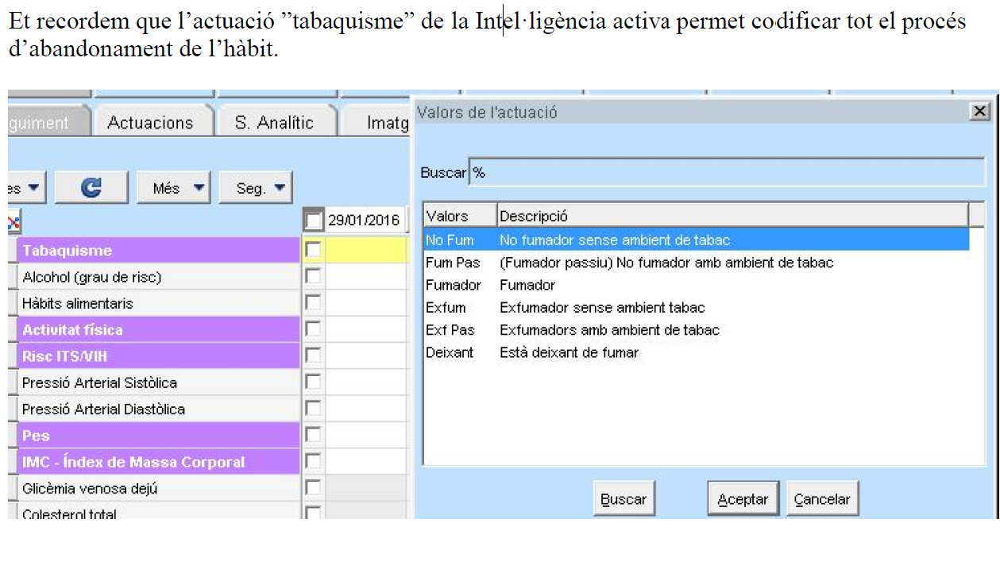 Et recordem que l’actuació ”tabaquisme” de la Intel·ligència activa permet codificar tot el procés
d’abandonament de l’hàbit.
guiment Actuacions S. Analític Imatg
es Més Seg.
29/01/2016
Tabaquisme
Alcohol (grau de risc)
Hàbits alimentaris
Activitat física
Risc ITS/VIH
Pressió Arterial Sistòlica
Pressió Arterial Diastòlica
Pes
IMC - Índex de Massa Corporal
Glicèmia venosa dejú
Colesterol total
Valors de l'actuació
Buscar %
Valors Descripció
No Fum No fumador sense ambient de tabac
Fum Pas (Fumador passiu) No fumador amb ambient de tabac
Fumador Fumador
Exfum Exfumador sense ambient tabac
Exf Pas Exfumadors amb ambient de tabac
Deixant Està deixant de fumar
Buscar Aceptar Cancelar